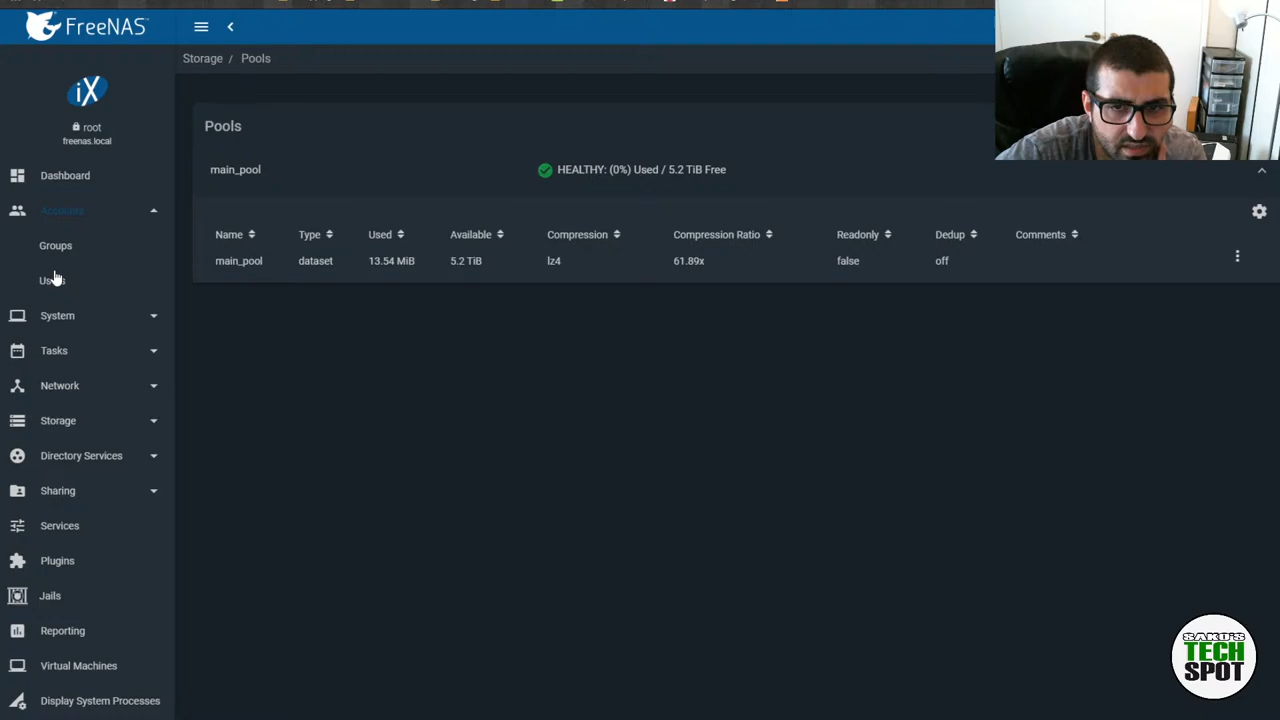 FreeNAS
Storage / Pools
iX
root
freenas.local
Pools
main_pool
HEALTHY: (0%) Used / 5.2 TiB Free
Dashboard
Accounts
Groups
System
Tasks
Network
Storage
Directory Services
Sharing
Services
Plugins
Jails
Reporting
Virtual Machines
Display System Processes
Name Type Used Available Compression Compression Ratio Readonly Dedup Comments
main_pool dataset 13.54 MiB 5.2 TiB lz4 61.89x false off
SAKO'S
TECH
SPOT